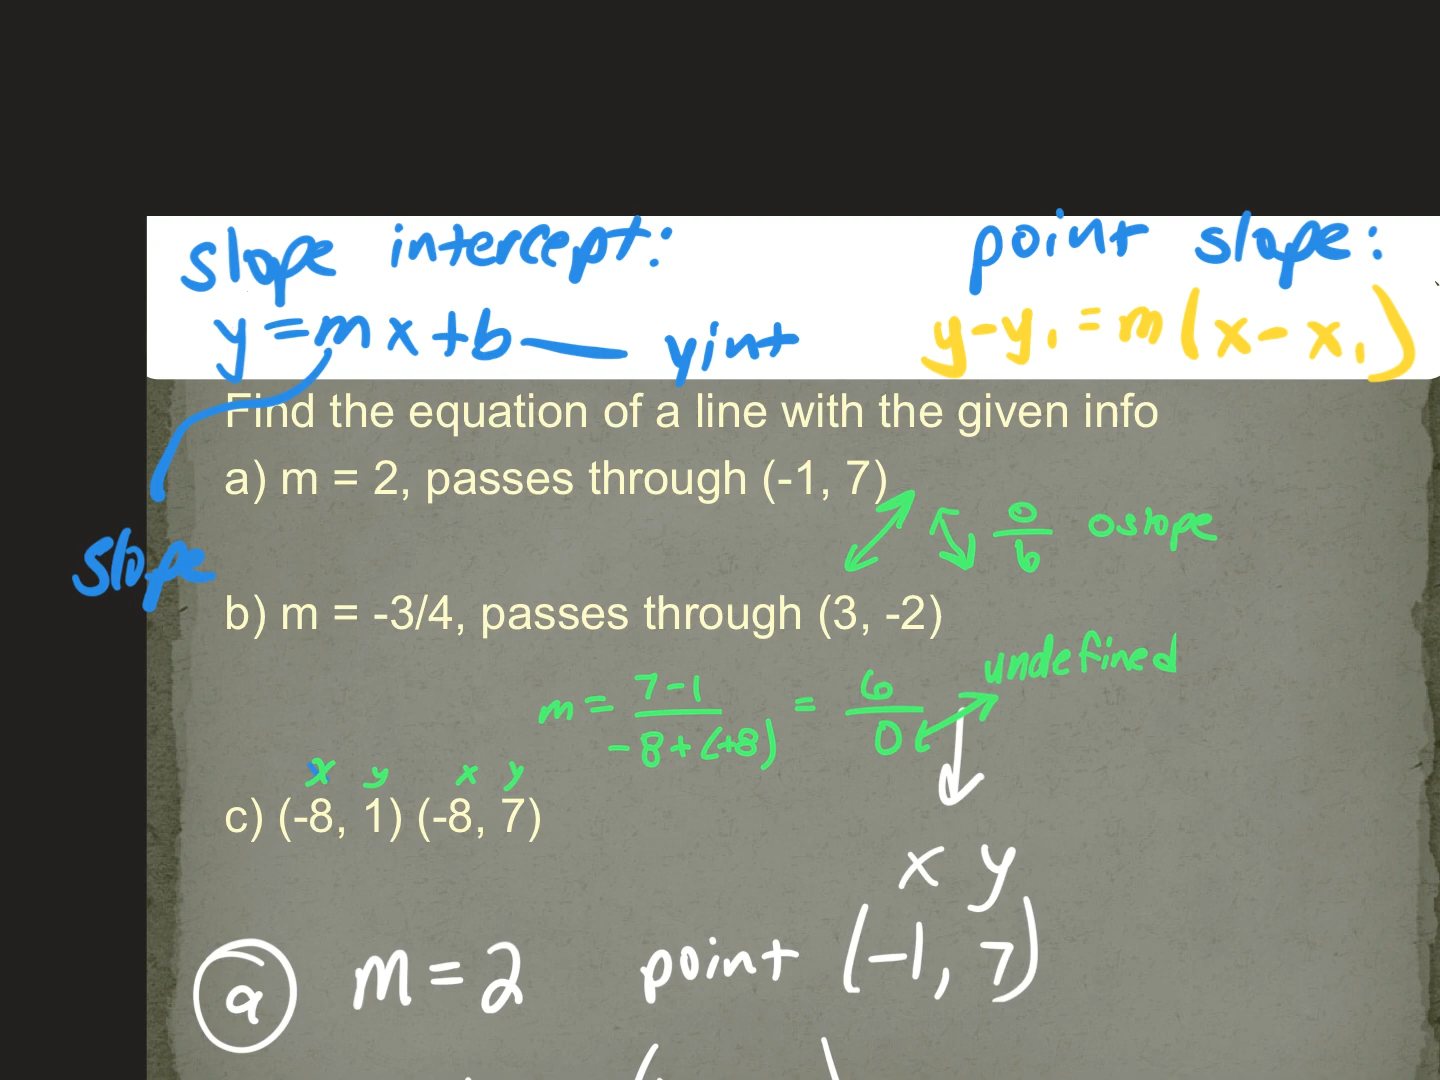 slope intercept: point slope:
y = mx + b — yint y - y₁ = m(x - x₁)
Find the equation of a line with the given info
a) m = 2, passes through (-1, 7)
0/6 0 slope
slope
b) m = -3/4, passes through (3, -2)
undefined
m = 7-1/-8+(+8) = 6/0
x y x y
c) (-8, 1) (-8, 7)
x y
a m = 2 point (-1, 7)